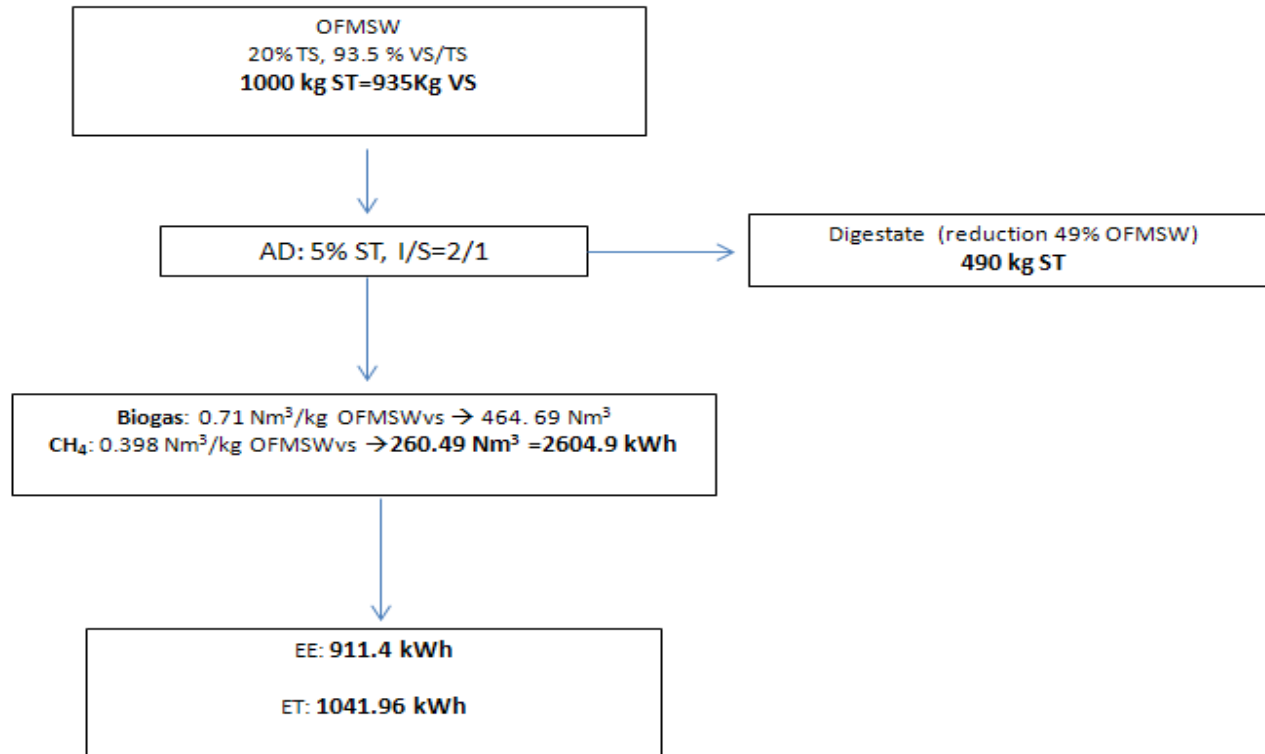 OFMSW
20% TS, 93.5 % VS/TS
1000 kg ST=935Kg VS
AD: 5% ST, I/S=2/1
Digestate (reduction 49% OFMSW)
490 kg ST
Biogas: 0.71 Nm³/kg OFMSWvs → 464. 69 Nm³
CH₄: 0.398 Nm³/kg OFMSWvs →260.49 Nm³ =2604.9 kWh
EE: 911.4 kWh
ET: 1041.96 kWh